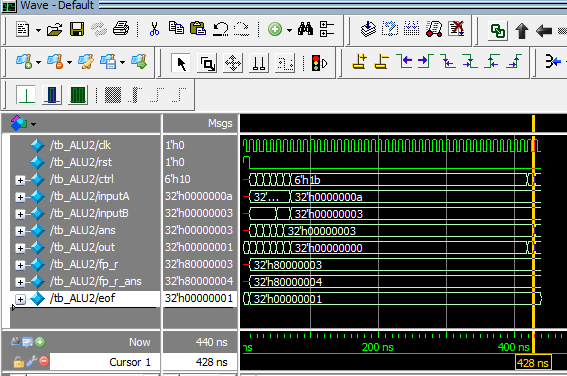 Wave - Default
Msgs
/tb_ALU2/clk 1'h0
/tb_ALU2/rst 1'h0
/tb_ALU2/ctrl 6'h10 6'h1b
/tb_ALU2/inputA 32'h0000000a 32'... 32'h0000000a
/tb_ALU2/inputB 32'h00000003 32'h00000003
/tb_ALU2/ans 32'h00000003 32'h00000003
/tb_ALU2/out 32'h00000001 32'h00000000
/tb_ALU2/fp_r 32'h80000003 32'h80000003
/tb_ALU2/fp_r_ans 32'h80000004 32'h80000004
/tb_ALU2/eof 32'h00000001 32'h00000001
Now 440 ns 200 ns 400 ns
Cursor 1 428 ns 428 ns